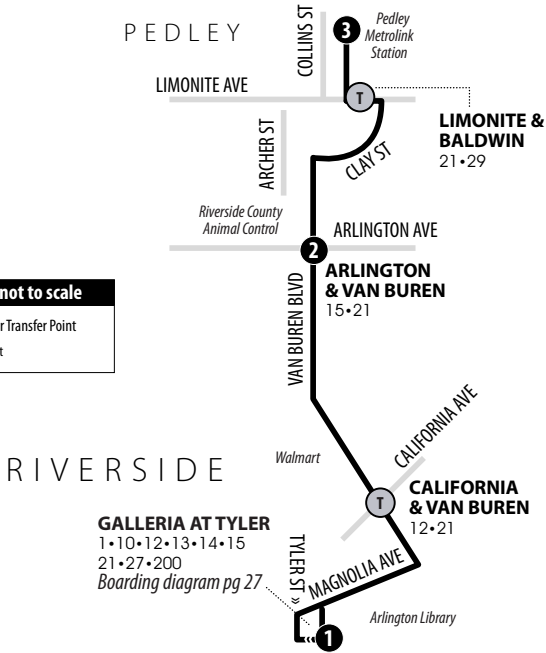 PEDLEY
COLLINS ST
3
Pedley
Metrolink
Station
LIMONITE AVE
T
LIMONITE &
BALDWIN
21•29
ARCHER ST
CLAY ST
Riverside County
Animal Control
ARLINGTON AVE
2
ARLINGTON
& VAN BUREN
15•21
not to scale
r Transfer Point
t
VAN BUREN BLVD
RIVERSIDE
Walmart
CALIFORNIA AVE
T
CALIFORNIA
& VAN BUREN
12•21
GALLERIA AT TYLER
1•10•12•13•14•15
21•27•200
Boarding diagram pg 27
TYLER ST »
MAGNOLIA AVE
Arlington Library
1